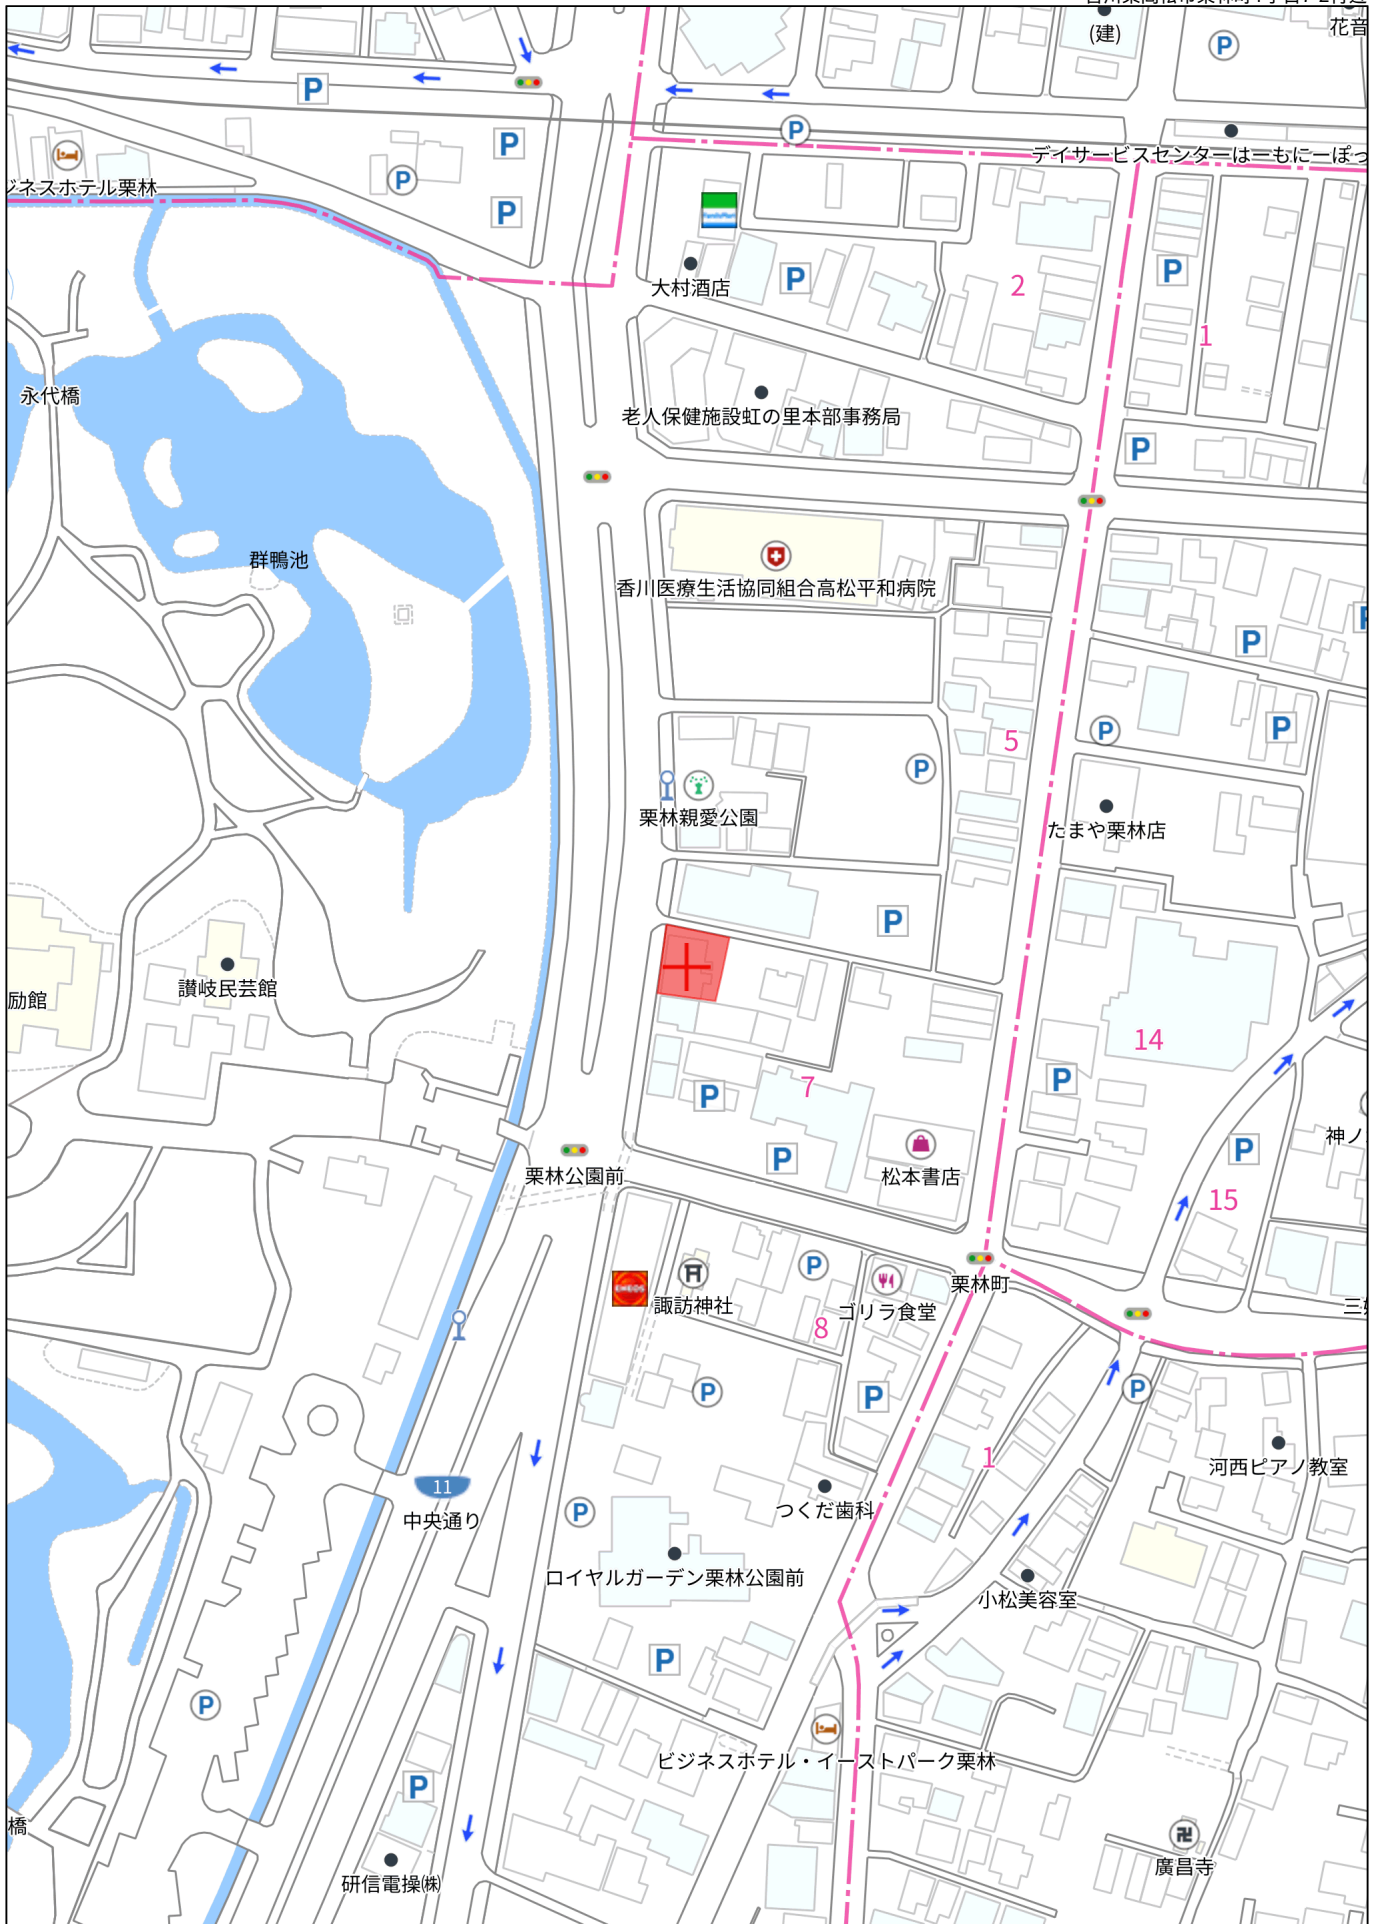 (建)
花音
P
P
P
P
P
デイサービスセンターはーもにーぽっ
ジネスホテル栗林
P
P
FamilyMart
大村酒店
P
2
P
1
永代橋
老人保健施設虹の里本部事務局
P
群鴨池
香川医療生活協同組合高松平和病院
P
P
P
P
5
P
栗林親愛公園
たまや栗林店
P
讃岐民芸館
励館
14
P
7
P
神ノ
P
P
栗林公園前
松本書店
15
P
ENEOS
諏訪神社
ゴリラ食堂
栗林町
8
P
P
P
河西ピアノ教室
1
11
中央通り
つくだ歯科
P
ロイヤルガーデン栗林公園前
小松美容室
P
P
ビジネスホテル・イーストパーク栗林
P
橋
廣昌寺
研信電操㈱